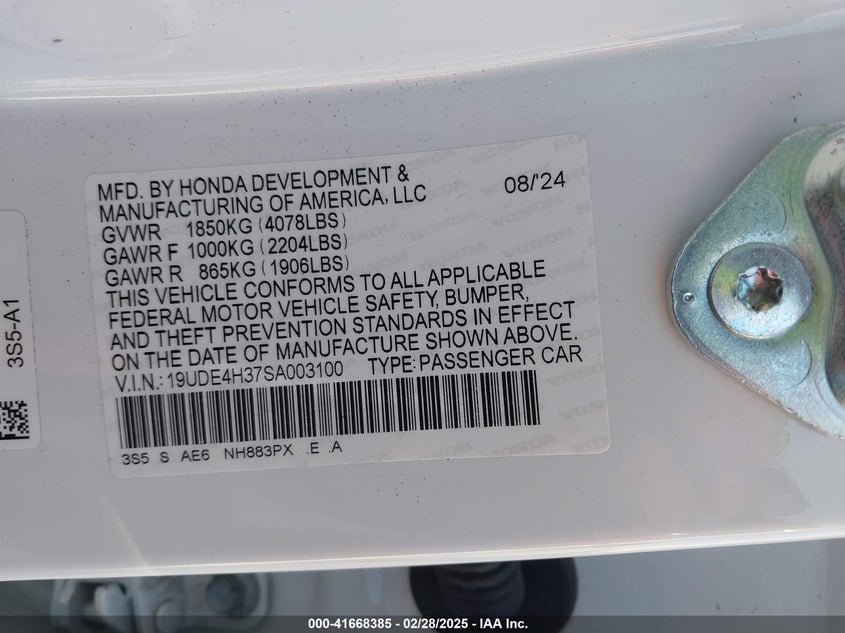 MFD. BY HONDA DEVELOPMENT &
MANUFACTURING OF AMERICA, LLC 08/'24
GVWR 1850KG (4078LBS)
GAWR F 1000KG (2204LBS)
GAWR R 865KG (1906LBS)
THIS VEHICLE CONFORMS TO ALL APPLICABLE
FEDERAL MOTOR VEHICLE SAFETY, BUMPER,
AND THEFT PREVENTION STANDARDS IN EFFECT
ON THE DATE OF MANUFACTURE SHOWN ABOVE.
V.I.N.: 19UDE4H37SA003100 TYPE: PASSENGER CAR
3S5 S AE6 NH883PX .E .A
3S5-A1
000-41668385 - 02/28/2025 - IAA Inc.